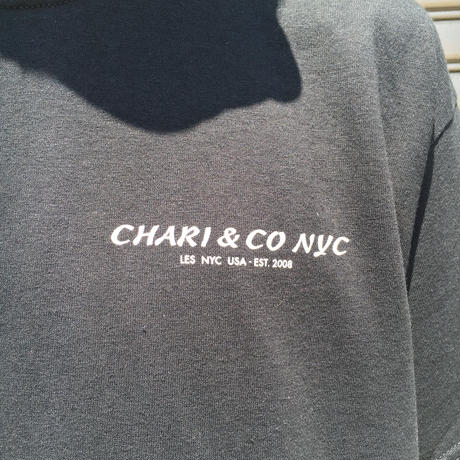 CHARI & CO NYC
LES NYC USA - EST. 2008